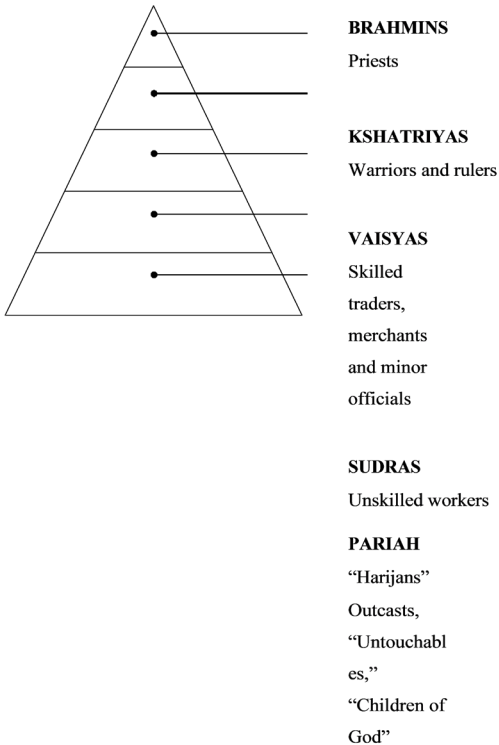 BRAHMINS
Priests
KSHATRIYAS
Warriors and rulers
VAISYAS
Skilled
traders,
merchants
and minor
officials
SUDRAS
Unskilled workers
PARIAH
“Harijans”
Outcasts,
“Untouchabl
es,”
“Children of
God”